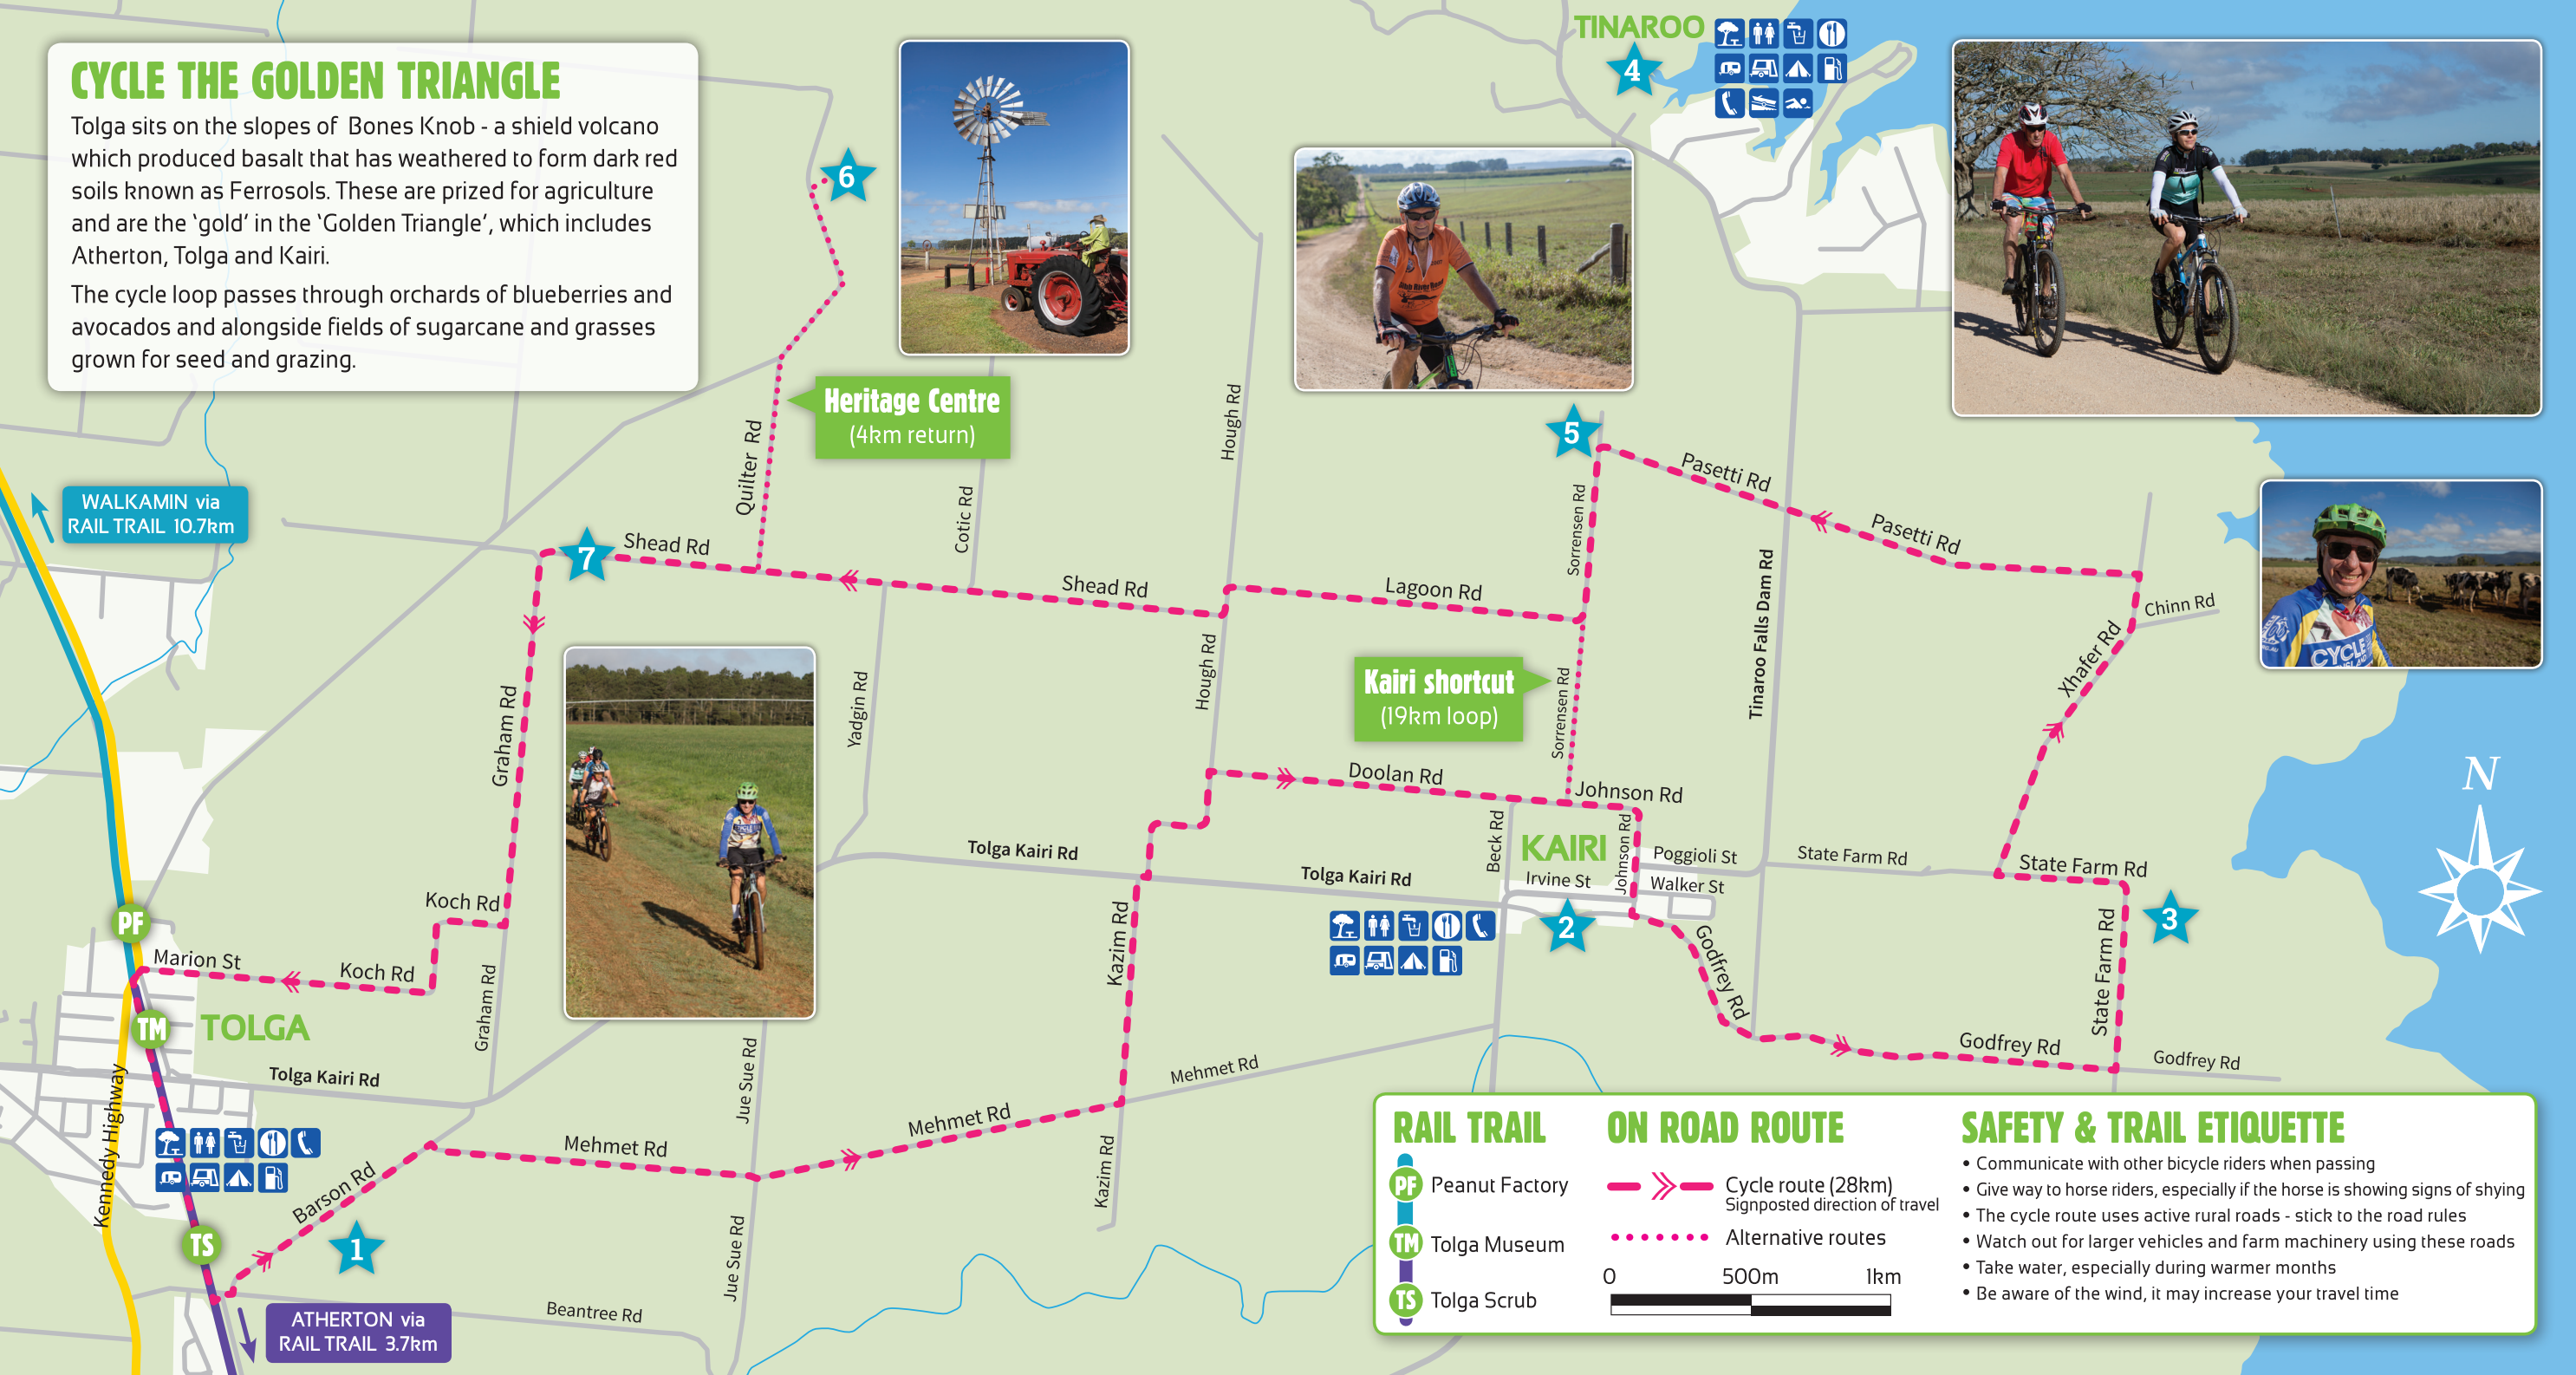 CYCLE THE GOLDEN TRIANGLE
Tolga sits on the slopes of Bones Knob - a shield volcano
which produced basalt that has weathered to form dark red
soils known as Ferrosols. These are prized for agriculture
and are the ‘gold’ in the ‘Golden Triangle’, which includes
Atherton, Tolga and Kairi.
The cycle loop passes through orchards of blueberries and
avocados and alongside fields of sugarcane and grasses
grown for seed and grazing.
TINAROO
4
6
Heritage Centre
(4km return)
Quilter Rd
Cotic Rd
Hough Rd
5
Pasetti Rd
Pasetti Rd
Sorrensen Rd
WALKAMIN via
RAIL TRAIL 10.7km
7
Shead Rd
Shead Rd
Lagoon Rd
Tinaroo Falls Dam Rd
Chinn Rd
Xhafer Rd
CYCLE
Graham Rd
Yadgin Rd
Hough Rd
Kairi shortcut
(19km loop)
Sorrensen Rd
Doolan Rd
Johnson Rd
N
Beck Rd
KAIRI
Johnson Rd
Poggioli St
State Farm Rd
State Farm Rd
Tolga Kairi Rd
Tolga Kairi Rd
Irvine St
Walker St
2
3
Koch Rd
PF
Marion St
Koch Rd
Kazim Rd
Godfrey Rd
State Farm Rd
TM
TOLGA
Graham Rd
Jue Sue Rd
Godfrey Rd
Godfrey Rd
Tolga Kairi Rd
Mehmet Rd
Kennedy Highway
Mehmet Rd
Mehmet Rd
Kazim Rd
Barson Rd
TS
1
Jue Sue Rd
Beantree Rd
ATHERTON via
RAIL TRAIL 3.7km
RAIL TRAIL
PF Peanut Factory
TM Tolga Museum
TS Tolga Scrub
ON ROAD ROUTE
Cycle route (28km)
Signposted direction of travel
Alternative routes
0 500m 1km
SAFETY & TRAIL ETIQUETTE
• Communicate with other bicycle riders when passing
• Give way to horse riders, especially if the horse is showing signs of shying
• The cycle route uses active rural roads - stick to the road rules
• Watch out for larger vehicles and farm machinery using these roads
• Take water, especially during warmer months
• Be aware of the wind, it may increase your travel time